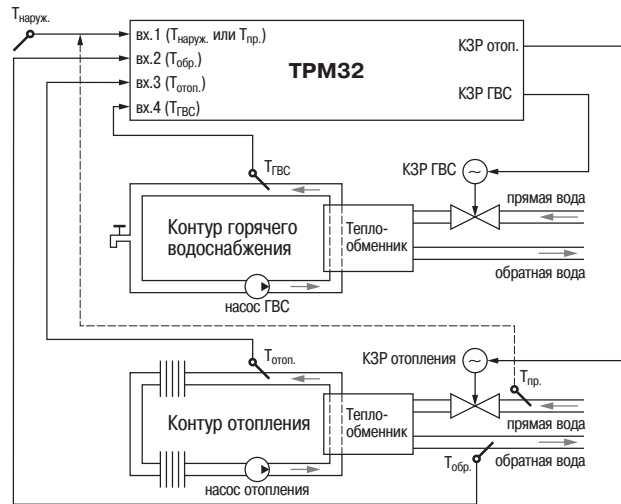 Tнаруж.
вх.1 (Tнаруж. или Tпр.)
вх.2 (Tобр.)
вх.3 (Tотоп.)
вх.4 (TГВС)
ТРМ32
КЗР отоп.
КЗР ГВС
TГВС
КЗР ГВС
прямая вода
Контур горячего
водоснабжения
Тепло-
обменник
обратная вода
насос ГВС
Tотоп.
КЗР отопления
Tпр.
Контур отопления
Тепло-
обменник
прямая вода
Tобр.
обратная вода
насос отопления